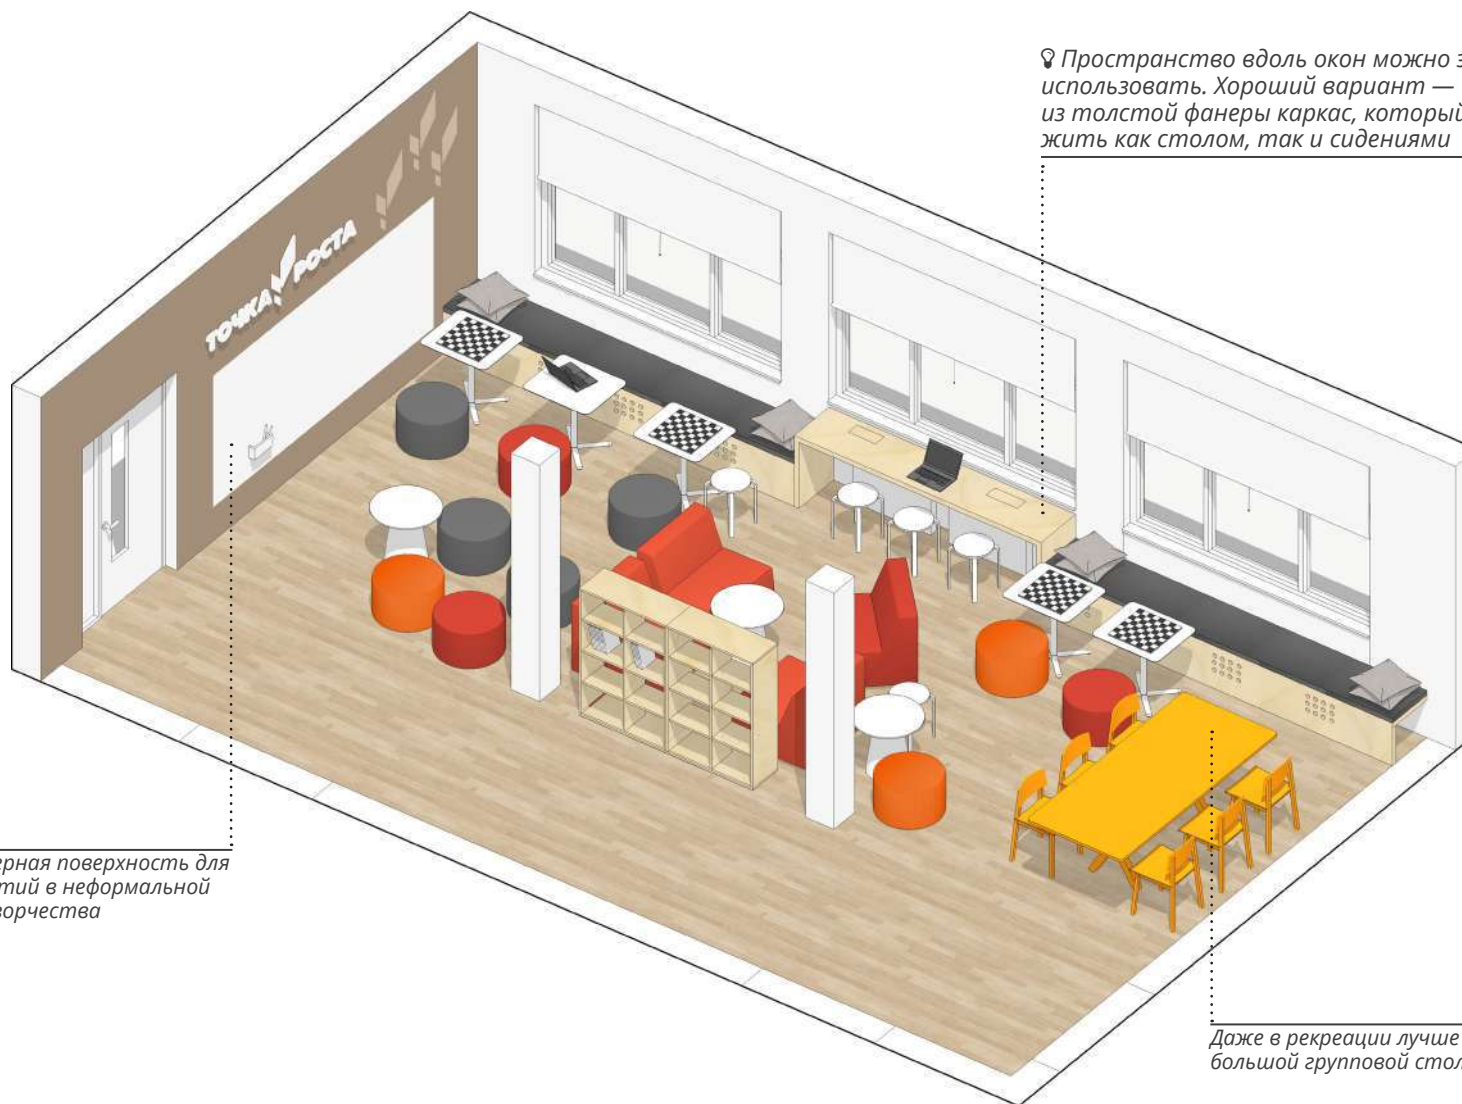 Пространство вдоль окон можно
использовать. Хороший вариант —
из толстой фанеры каркас, который
жить как столом, так и сидениями
ТОЧКА РОСТА
ерная поверхность для
тий в неформальной
ворчества
Даже в рекреации лучше
большой групповой стол